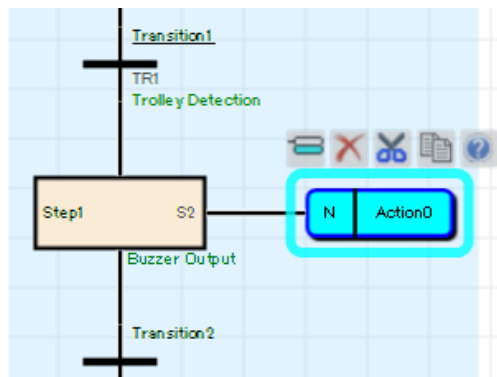 Transition1
TR1
Trolley Detection
Step1 S2 N Action0
Buzzer Output
Transition2